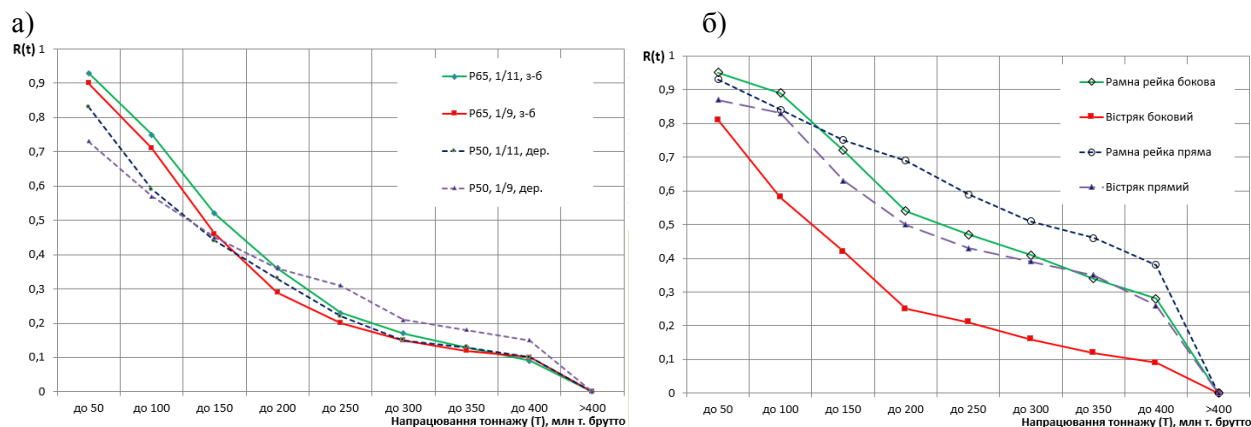 а)
R(t)
1
0,9
0,8
0,7
0,6
0,5
0,4
0,3
0,2
0,1
0
Р65, 1/11, з-б
Р65, 1/9, з-б
Р50, 1/11, дер.
Р50, 1/9, дер.
до 50 до 100 до 150 до 200 до 250 до 300 до 350 до 400 >400
Напрацювання тоннажу (Т), млн т. брутто
б)
R(t)
1
0,9
0,8
0,7
0,6
0,5
0,4
0,3
0,2
0,1
0
Рамна рейка бокова
Вістряк боковий
Рамна рейка пряма
Вістряк прямий
до 50 до 100 до 150 до 200 до 250 до 300 до 350 до 400 >400
Напрацювання тоннажу (Т), млн т. брутто